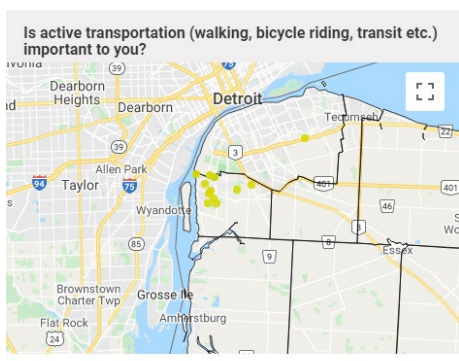 Is active transportation (walking, bicycle riding, transit etc.)
important to you?
39
75
Dearborn
Heights
Dearborn
Detroit
Tecumseh
22
3
39
Allen Park
94
Taylor
75
401
401
Wyandotte
46
3
85
8
Essex
9
Brownstown
Charter Twp
Grosse Ile
Flat Rock
Amherstburg
24